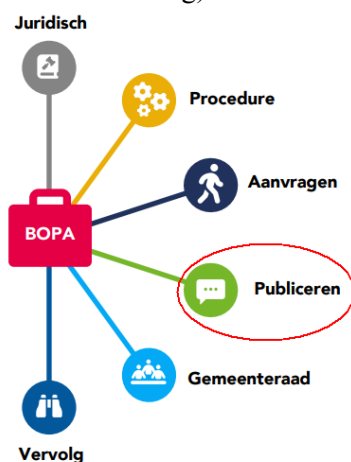 Juridisch
Procedure
Aanvragen
BOPA
Publiceren
Gemeenteraad
Vervolg